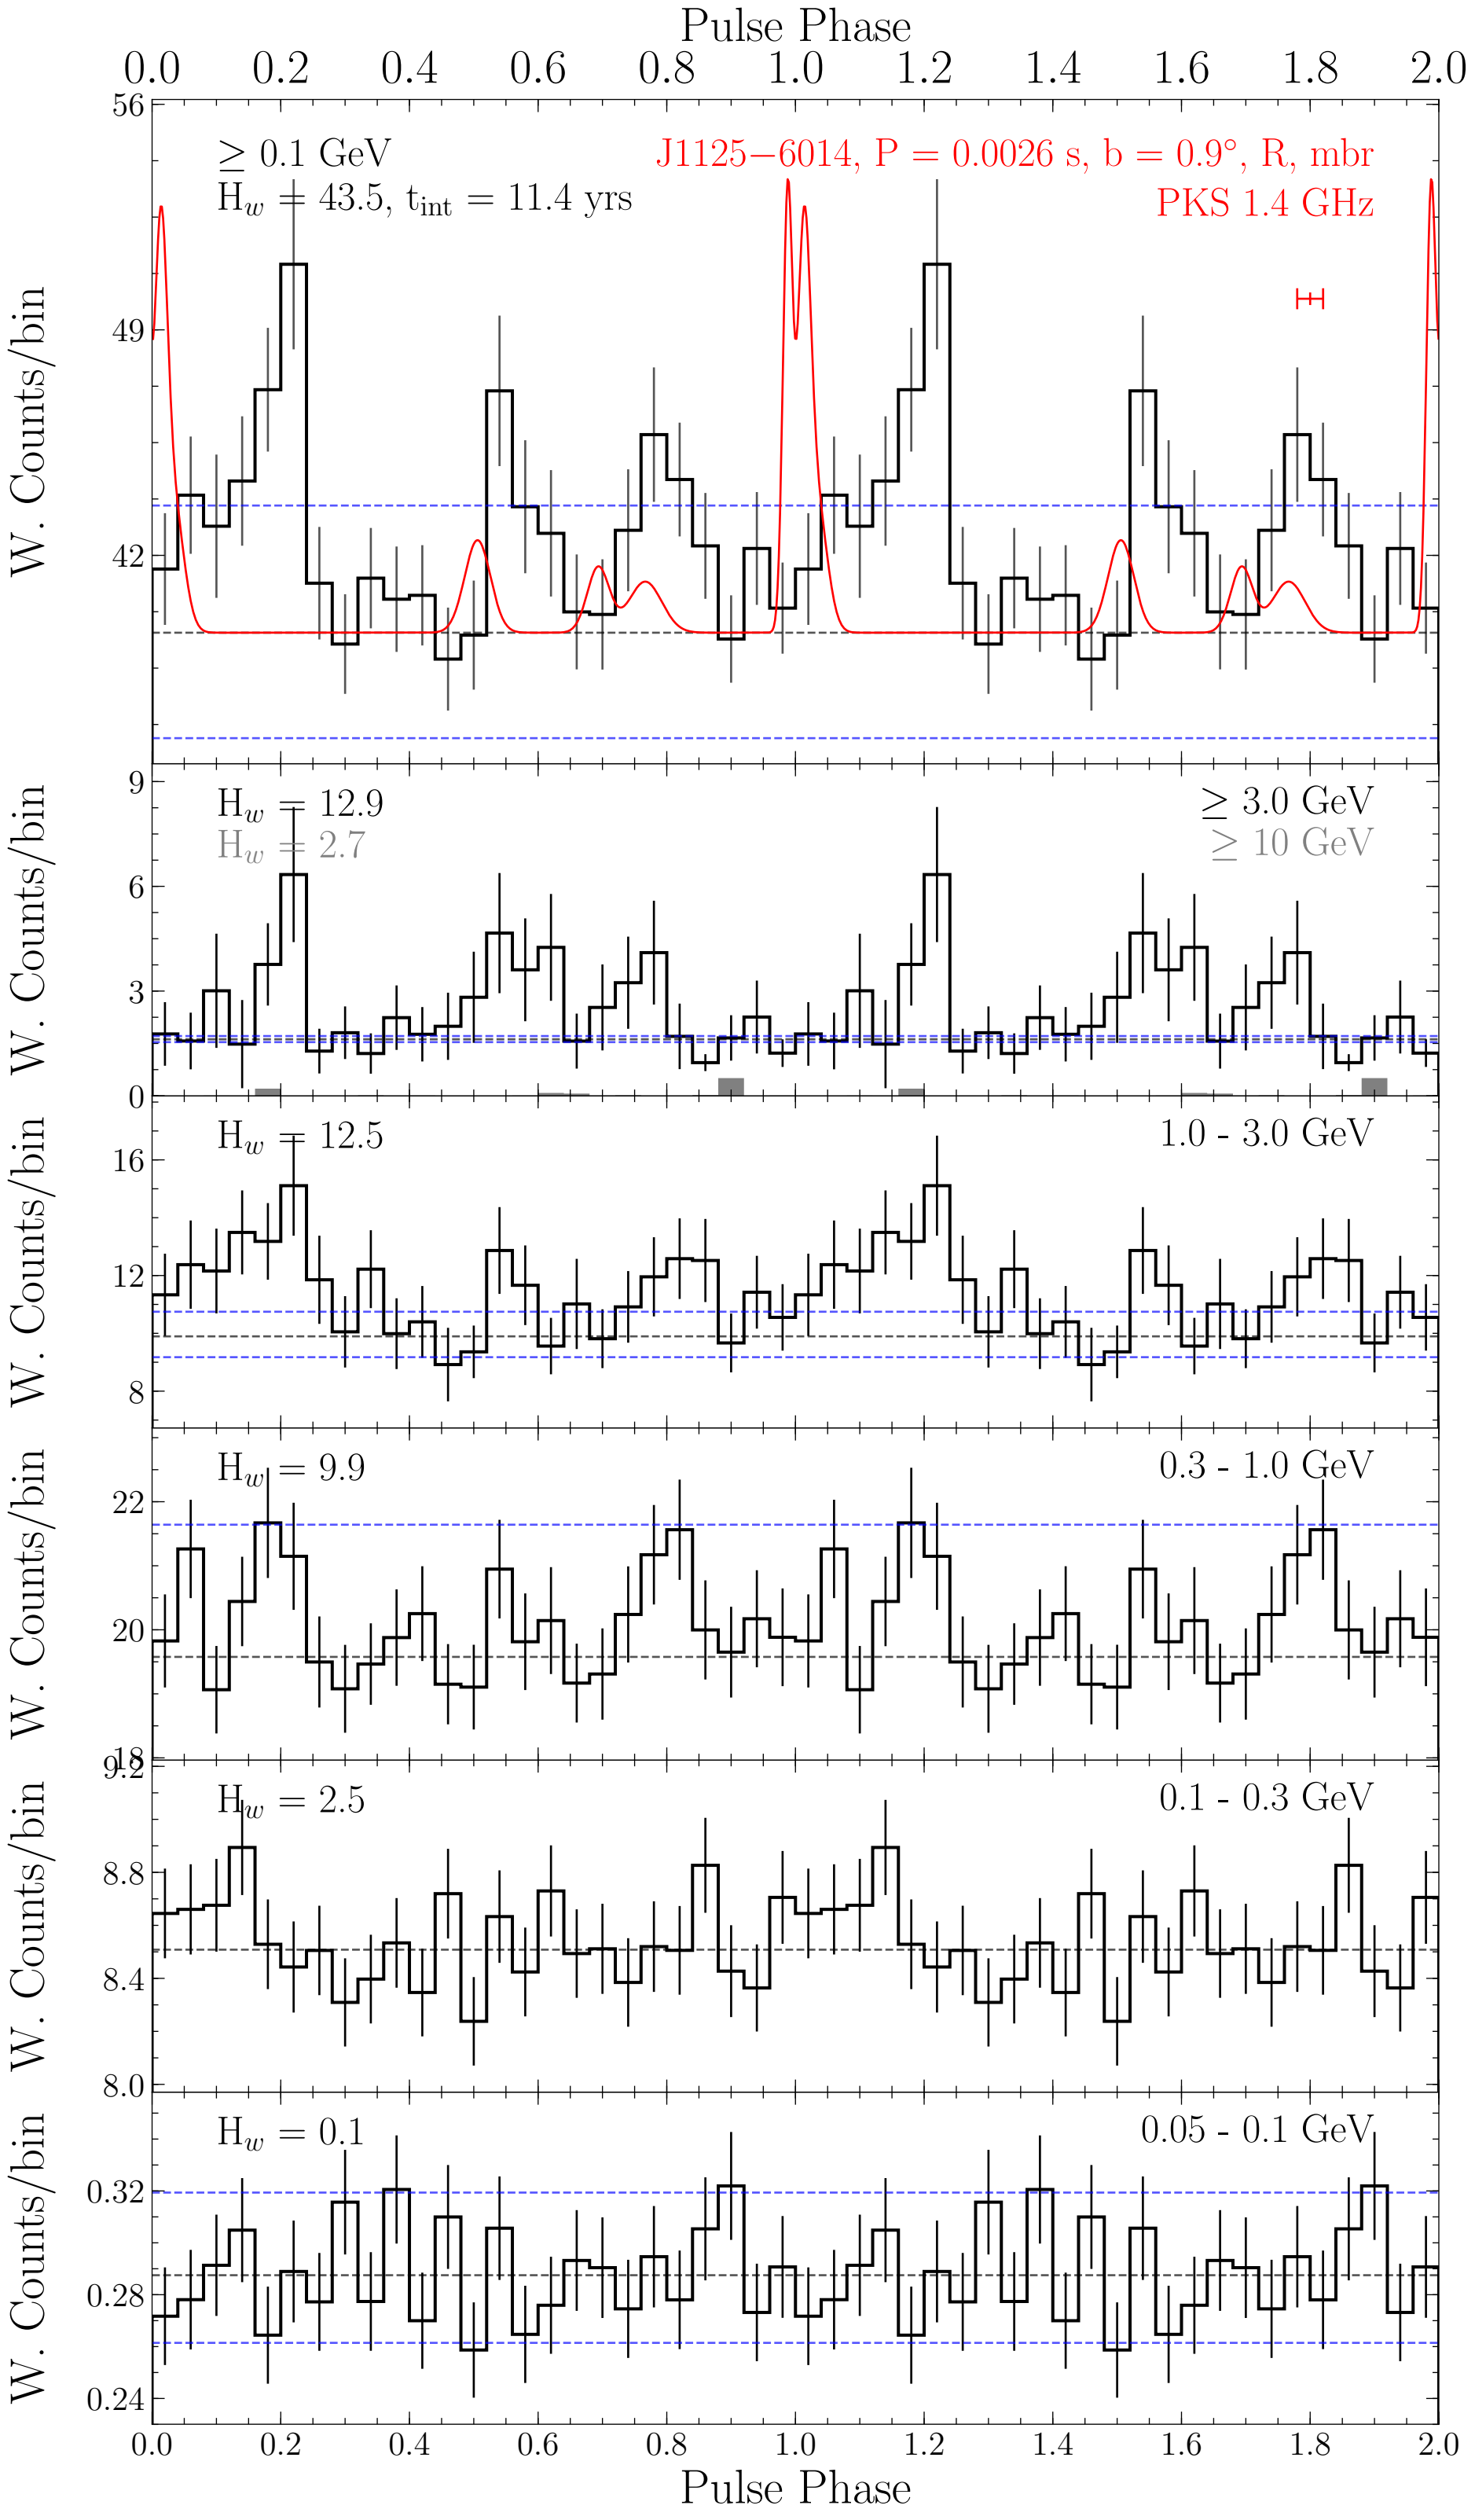 Pulse Phase
0.0 0.2 0.4 0.6 0.8 1.0 1.2 1.4 1.6 1.8 2.0
56
≥ 0.1 GeV
J1125−6014, P = 0.0026 s, b = 0.9°, R, mbr
H_w = 43.5, t_int = 11.4 yrs
PKS 1.4 GHz
49
42
W. Counts/bin
9
H_w = 12.9
≥ 3.0 GeV
H_w = 2.7
≥ 10 GeV
6
3
0
W. Counts/bin
H_w = 12.5
1.0 - 3.0 GeV
16
12
8
W. Counts/bin
H_w = 9.9
0.3 - 1.0 GeV
22
20
18
W. Counts/bin
9.2
H_w = 2.5
0.1 - 0.3 GeV
8.8
8.4
8.0
W. Counts/bin
H_w = 0.1
0.05 - 0.1 GeV
0.32
0.28
0.24
W. Counts/bin
0.0 0.2 0.4 0.6 0.8 1.0 1.2 1.4 1.6 1.8 2.0
Pulse Phase